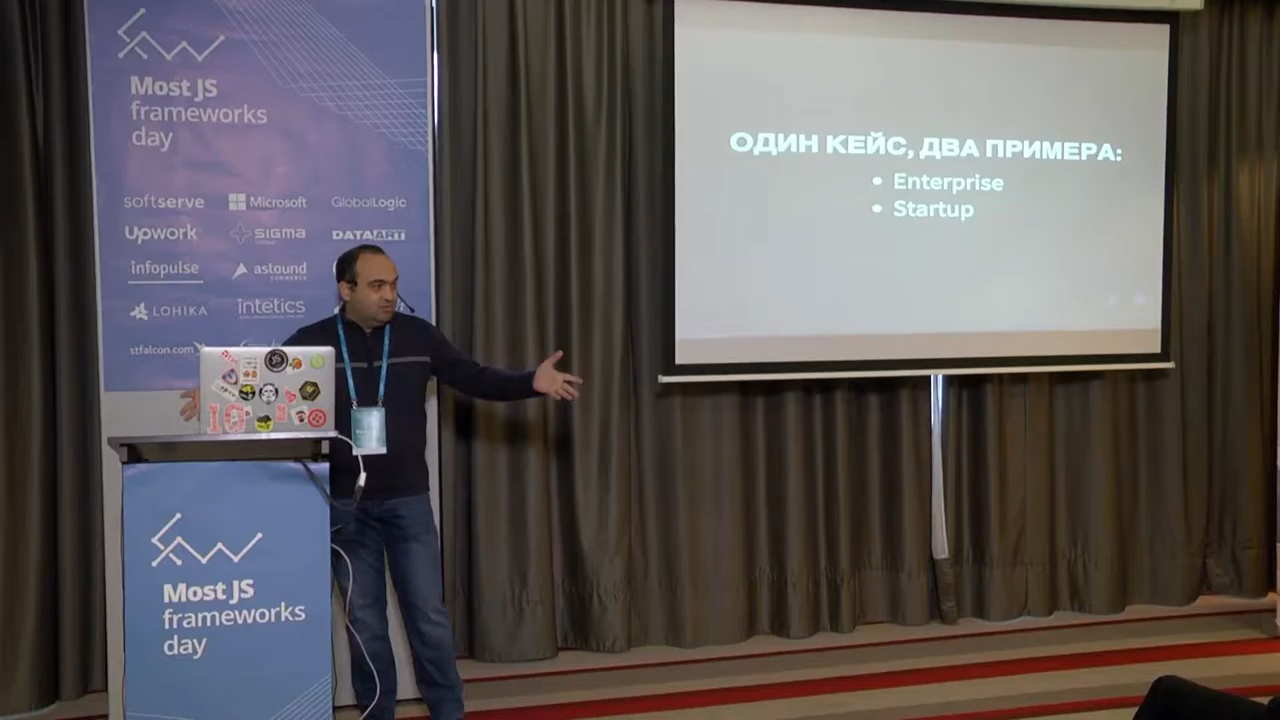 Most JS
frameworks
day
softserve
Microsoft
GlobalLogic
Upwork
SIGMA
DATAART
infopulse
astound
COMMERCE
LOHIKA
intetics
stfalcon.com
ОДИН КЕЙС, ДВА ПРИМЕРА:
• Enterprise
• Startup
Most JS
frameworks
day